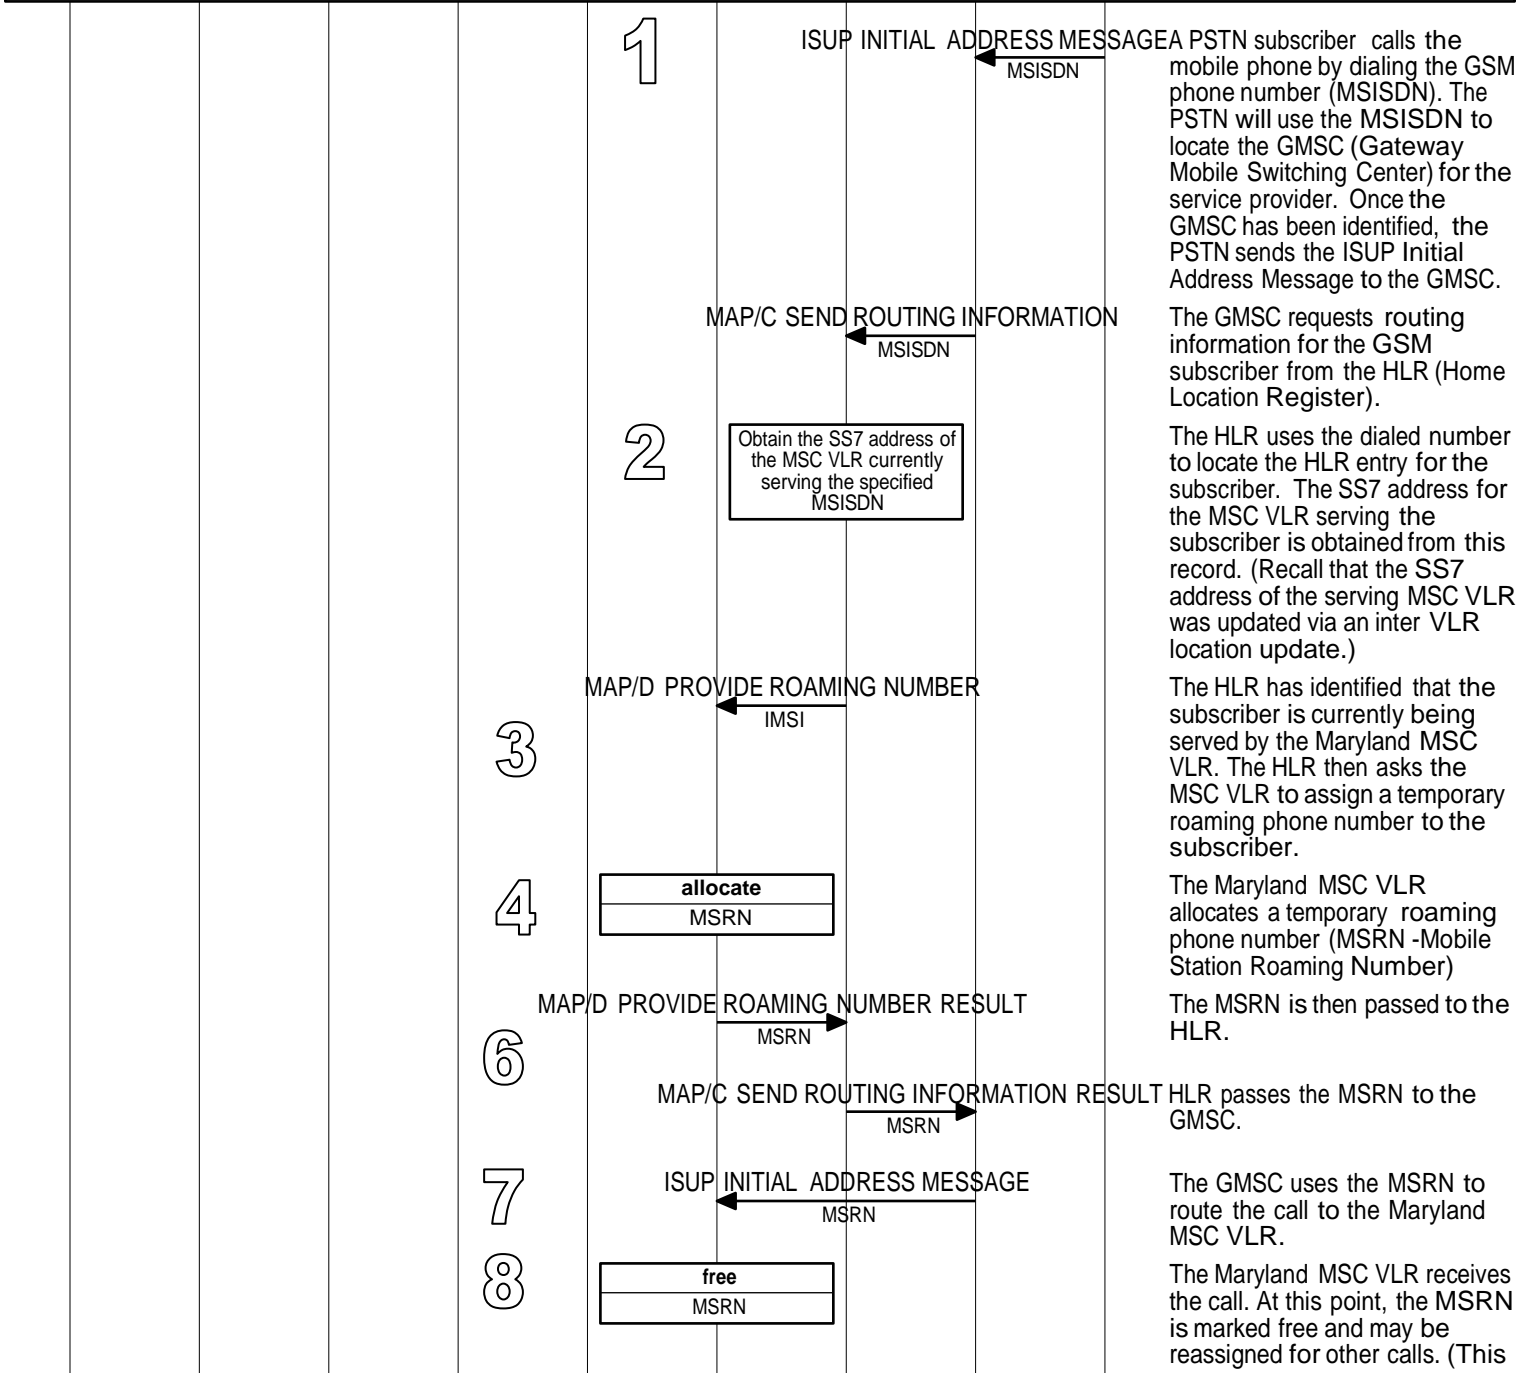 1
ISUP INITIAL ADDRESS MESSAGE
MSISDN
A PSTN subscriber calls the
mobile phone by dialing the GSM
phone number (MSISDN). The
PSTN will use the MSISDN to
locate the GMSC (Gateway
Mobile Switching Center) for the
service provider. Once the
GMSC has been identified, the
PSTN sends the ISUP Initial
Address Message to the GMSC.
MAP/C SEND ROUTING INFORMATION
MSISDN
The GMSC requests routing
information for the GSM
subscriber from the HLR (Home
Location Register).
2
Obtain the SS7 address of
the MSC VLR currently
serving the specified
MSISDN
The HLR uses the dialed number
to locate the HLR entry for the
subscriber. The SS7 address for
the MSC VLR serving the
subscriber is obtained from this
record. (Recall that the SS7
address of the serving MSC VLR
was updated via an inter VLR
location update.)
MAP/D PROVIDE ROAMING NUMBER
IMSI
3
The HLR has identified that the
subscriber is currently being
served by the Maryland MSC
VLR. The HLR then asks the
MSC VLR to assign a temporary
roaming phone number to the
subscriber.
4
allocate
MSRN
The Maryland MSC VLR
allocates a temporary roaming
phone number (MSRN -Mobile
Station Roaming Number)
MAP/D PROVIDE ROAMING NUMBER RESULT
MSRN
The MSRN is then passed to the
HLR.
6
MAP/C SEND ROUTING INFORMATION RESULT
MSRN
HLR passes the MSRN to the
GMSC.
7
ISUP INITIAL ADDRESS MESSAGE
MSRN
The GMSC uses the MSRN to
route the call to the Maryland
MSC VLR.
8
free
MSRN
The Maryland MSC VLR receives
the call. At this point, the MSRN
is marked free and may be
reassigned for other calls. (This